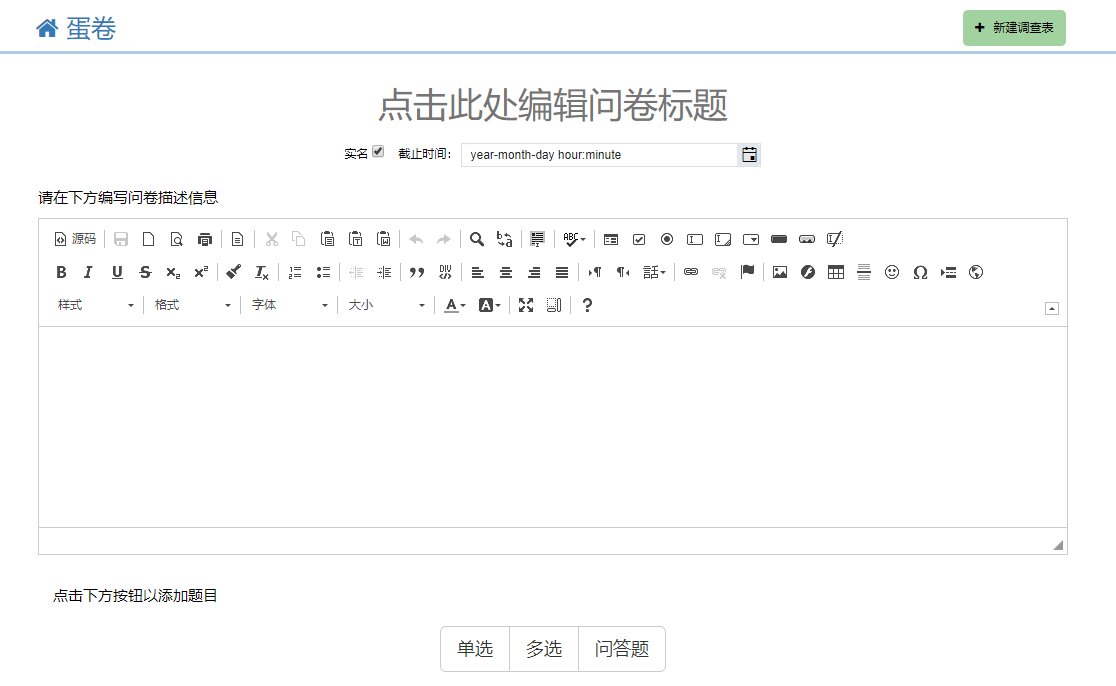 蛋卷
新建调查表
点击此处编辑问卷标题
实名 截止时间： year-month-day hour:minute
请在下方编写问卷描述信息
源码
样式 格式 字体 大小
点击下方按钮以添加题目
单选 多选 问答题